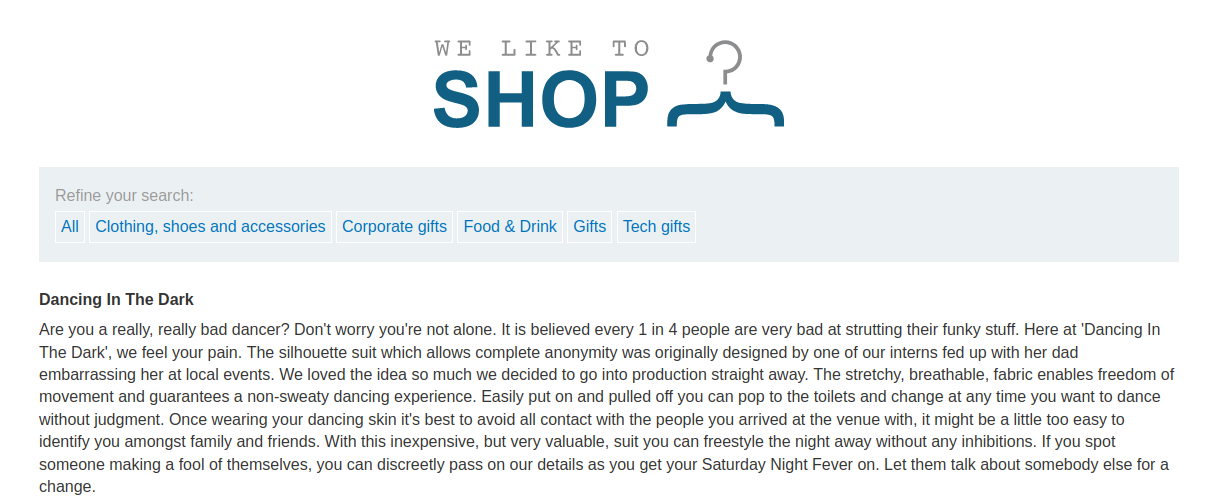 WE LIKE TO
SHOP
Refine your search:
All Clothing, shoes and accessories Corporate gifts Food & Drink Gifts Tech gifts
Dancing In The Dark
Are you a really, really bad dancer? Don't worry you're not alone. It is believed every 1 in 4 people are very bad at strutting their funky stuff. Here at 'Dancing In
The Dark', we feel your pain. The silhouette suit which allows complete anonymity was originally designed by one of our interns fed up with her dad
embarrassing her at local events. We loved the idea so much we decided to go into production straight away. The stretchy, breathable, fabric enables freedom of
movement and guarantees a non-sweaty dancing experience. Easily put on and pulled off you can pop to the toilets and change at any time you want to dance
without judgment. Once wearing your dancing skin it's best to avoid all contact with the people you arrived at the venue with, it might be a little too easy to
identify you amongst family and friends. With this inexpensive, but very valuable, suit you can freestyle the night away without any inhibitions. If you spot
someone making a fool of themselves, you can discreetly pass on our details as you get your Saturday Night Fever on. Let them talk about somebody else for a
change.